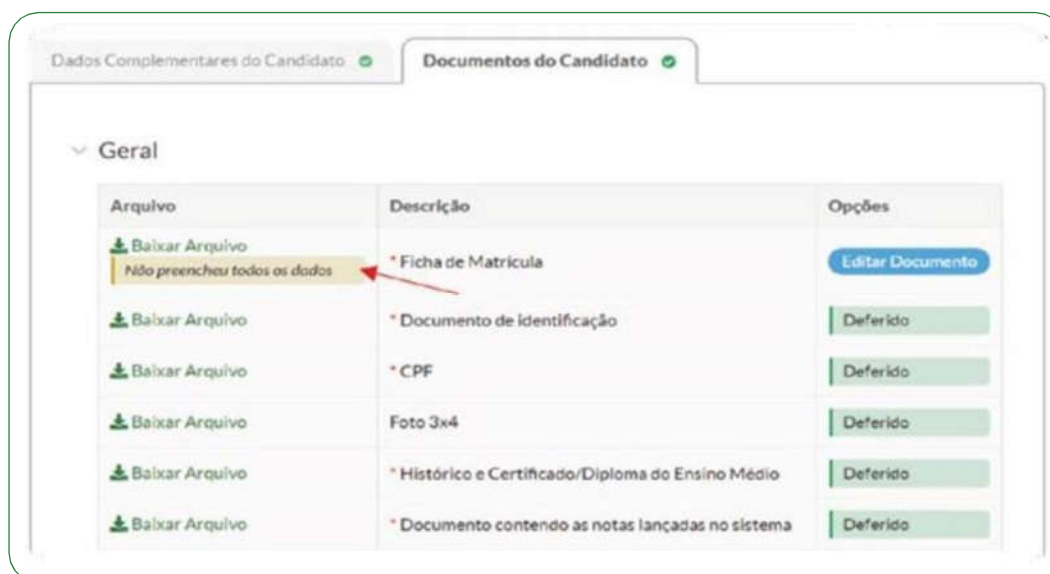 Dados Complementares do Candidato
Documentos do Candidato
Geral
Arquivo Descrição Opções
Baixar Arquivo
Não preencheu todos os dados
* Ficha de Matrícula
Editar Documento
Baixar Arquivo * Documento de identificação Deferido
Baixar Arquivo * CPF Deferido
Baixar Arquivo Foto 3x4 Deferido
Baixar Arquivo * Histórico e Certificado/Diploma do Ensino Médio Deferido
Baixar Arquivo * Documento contendo as notas lançadas no sistema Deferido